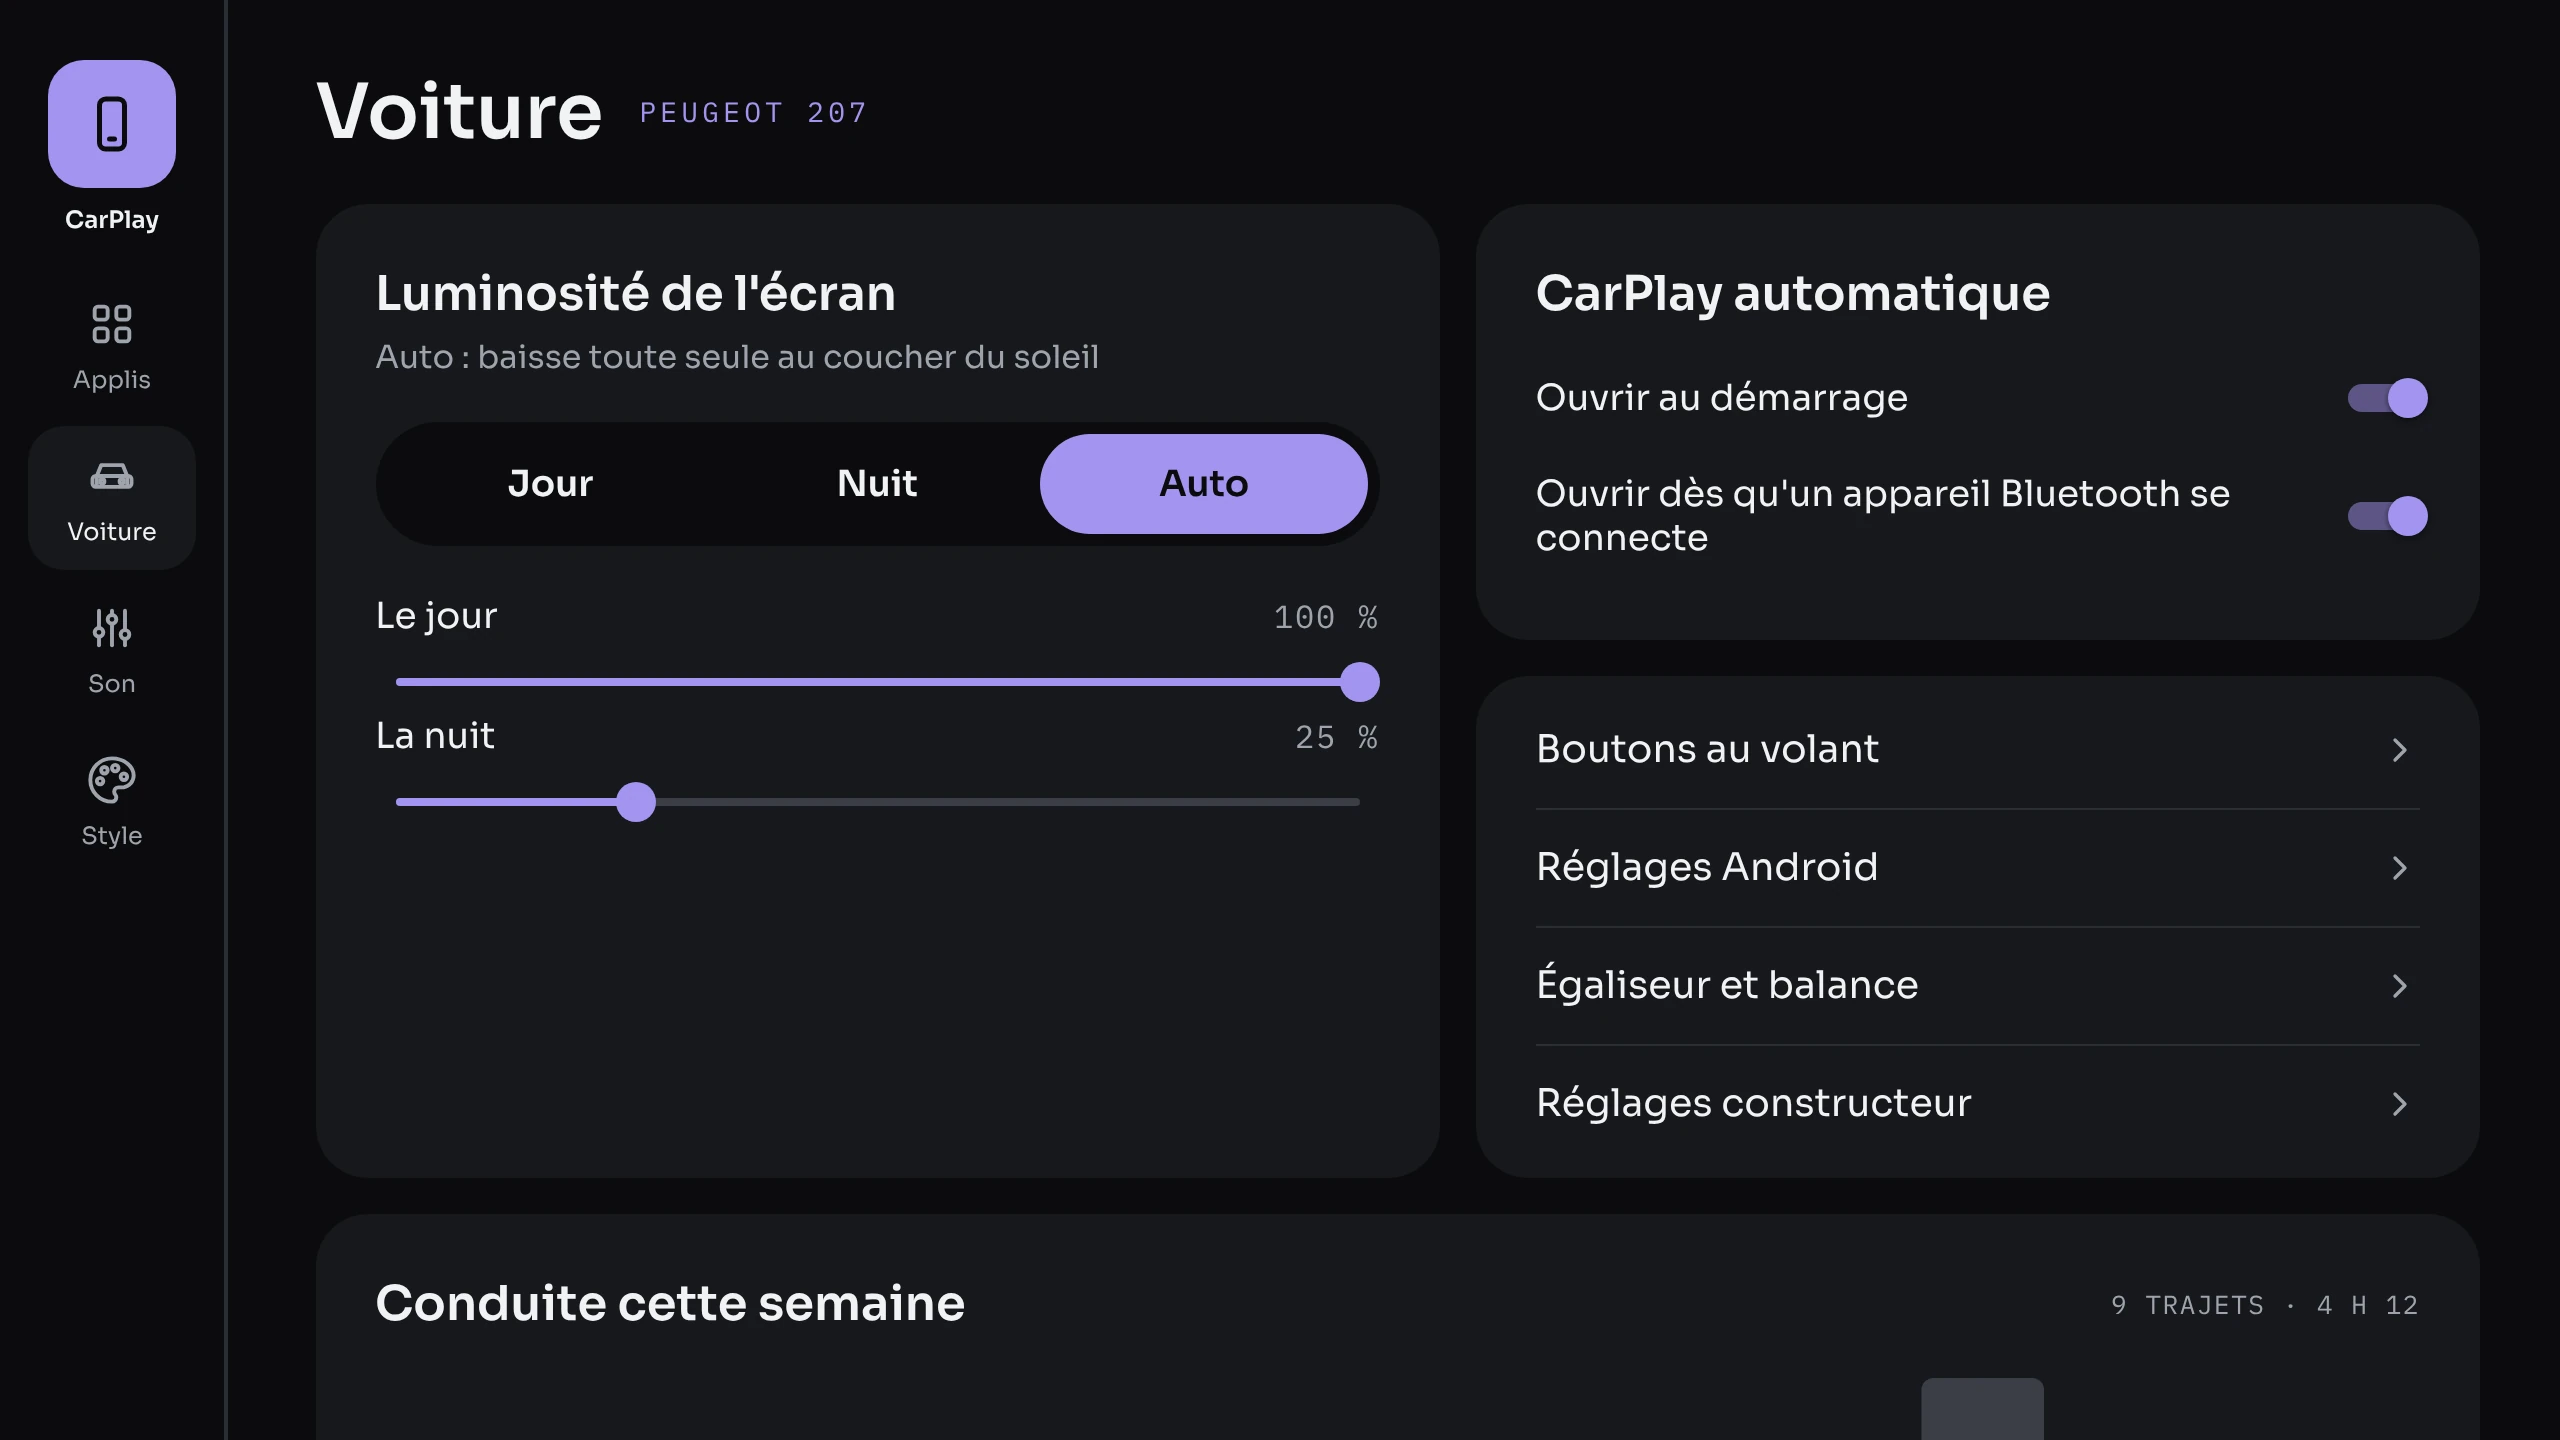 CarPlay
Applis
Voiture
Son
Style
Voiture PEUGEOT 207
Luminosité de l'écran
Auto : baisse toute seule au coucher du soleil
Jour Nuit Auto
Le jour 100 %
La nuit 25 %
CarPlay automatique
Ouvrir au démarrage
Ouvrir dès qu'un appareil Bluetooth se
connecte
Boutons au volant
Réglages Android
Égaliseur et balance
Réglages constructeur
Conduite cette semaine 9 TRAJETS · 4 H 12